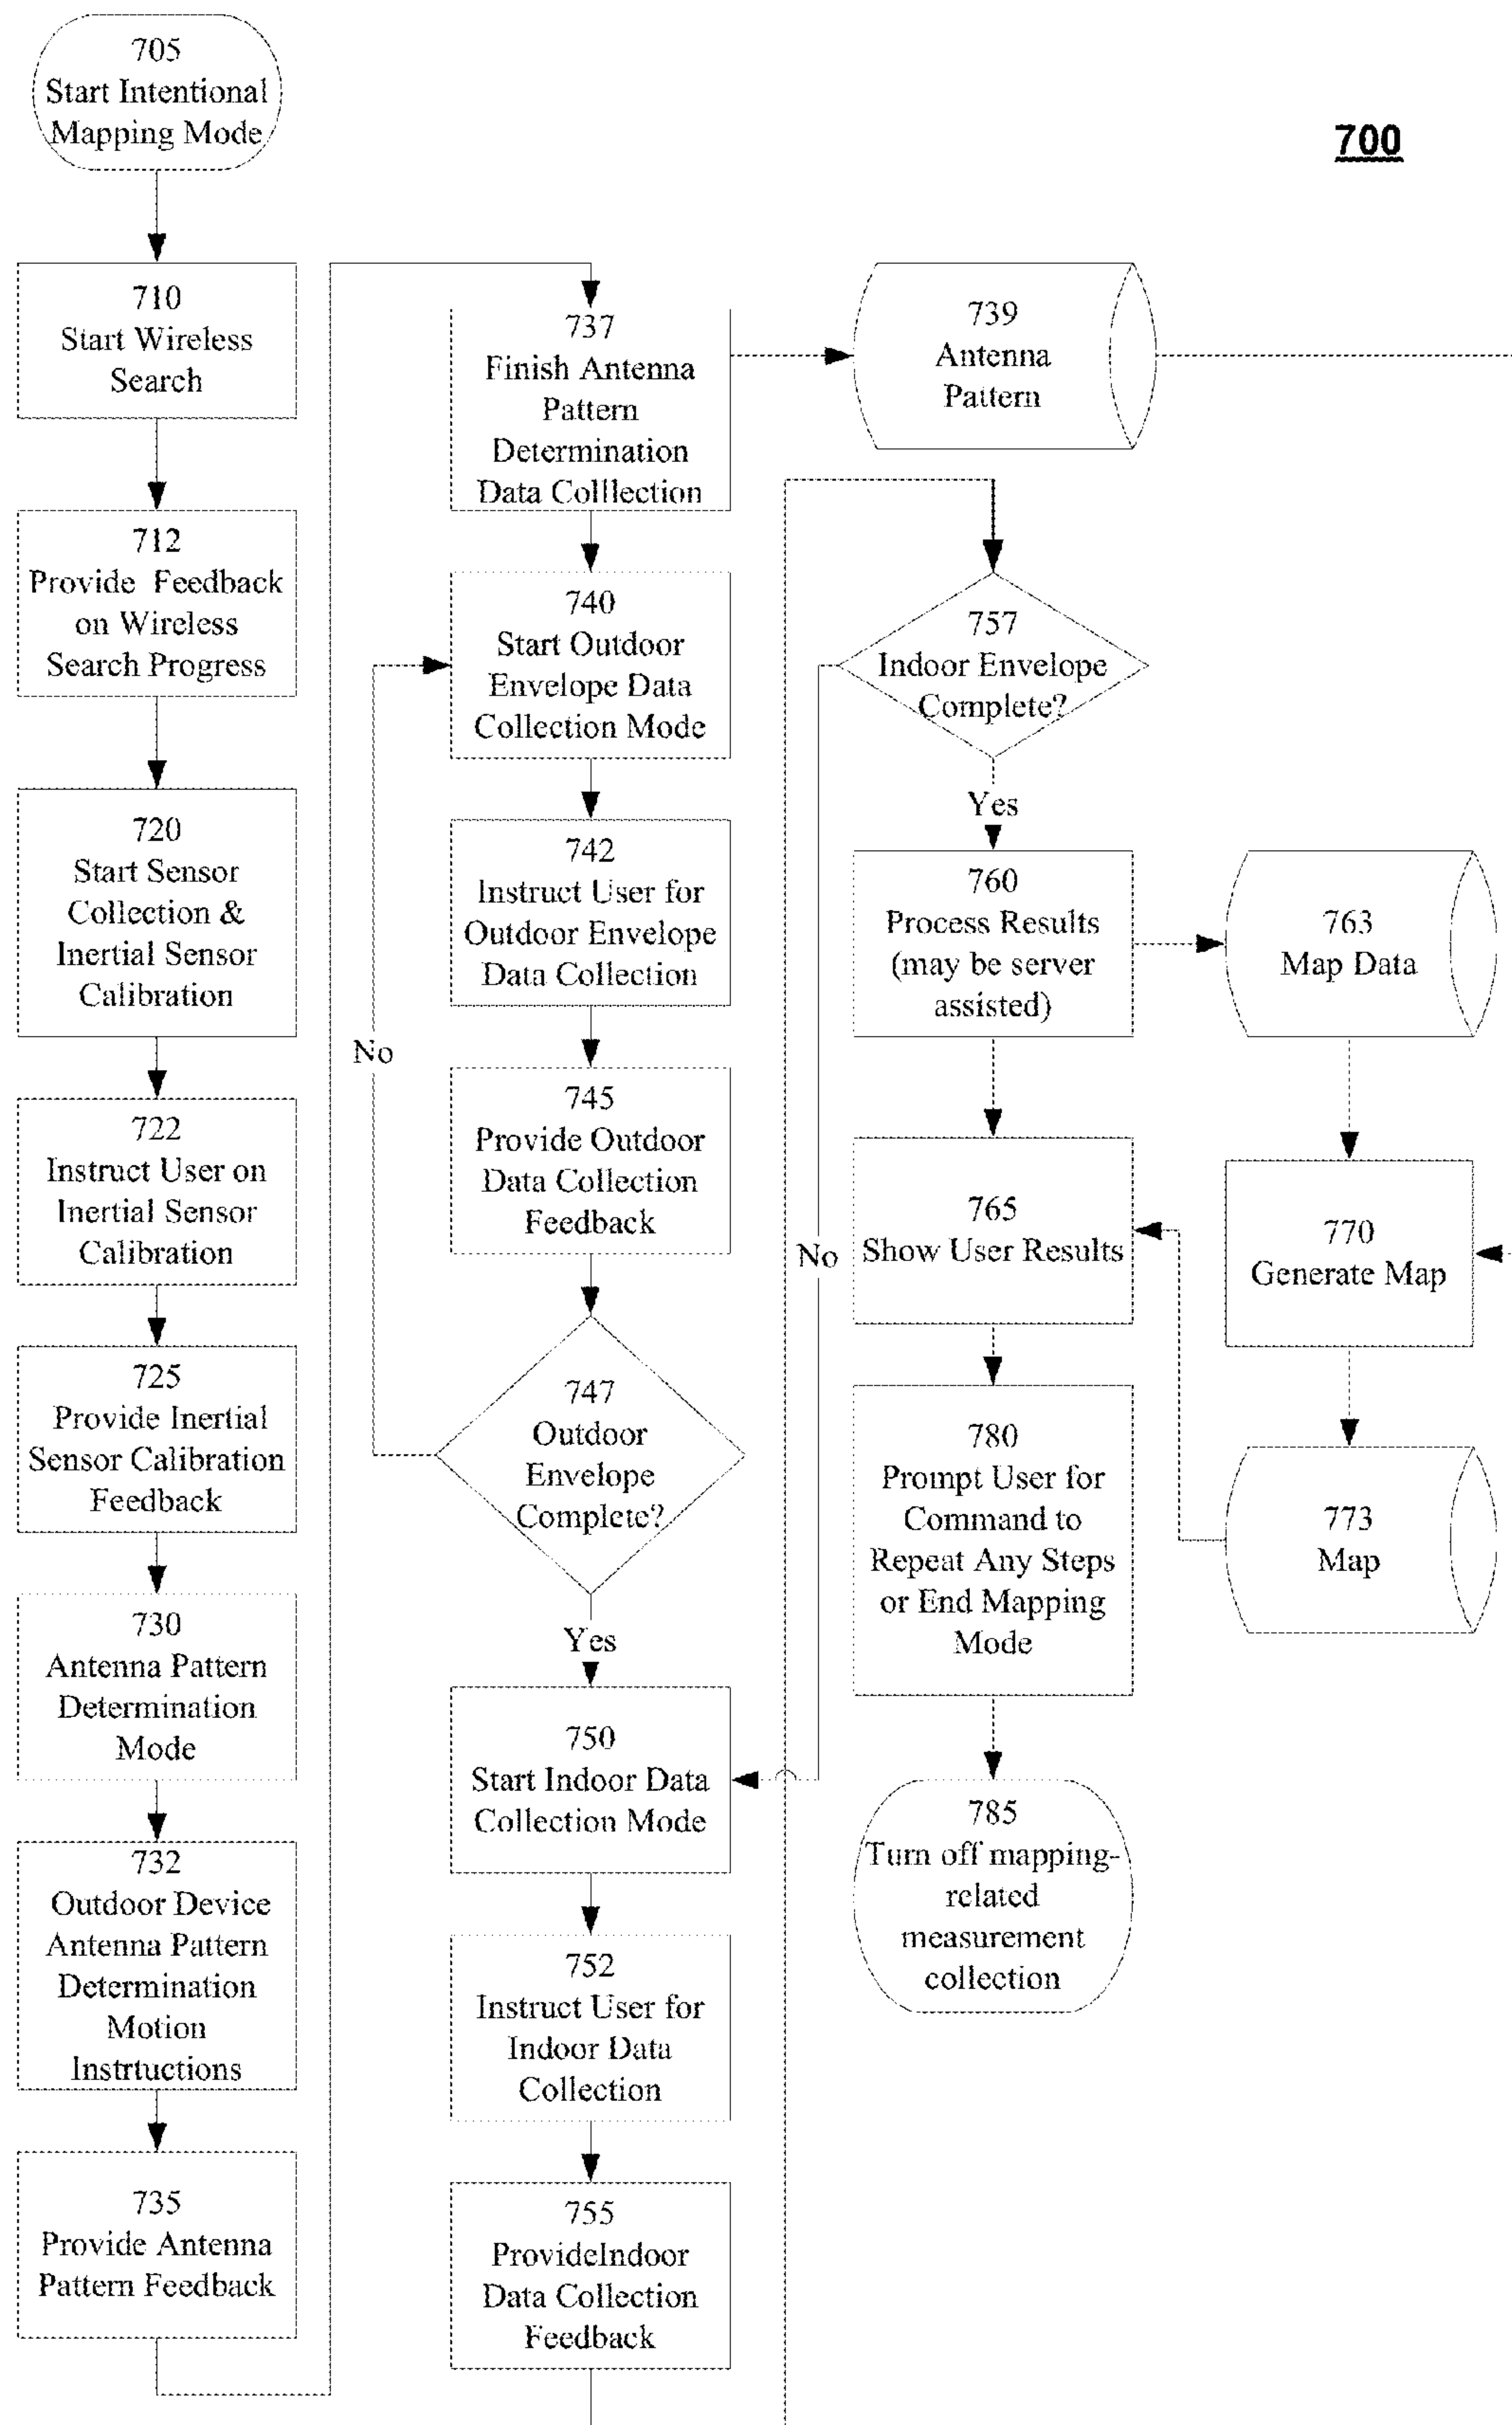 705
Start Intentional
Mapping Mode
700
710
Start Wireless
Search
712
Provide Feedback
on Wireless
Search Progress
720
Start Sensor
Collection &
Inertial Sensor
Calibration
722
Instruct User on
Inertial Sensor
Calibration
725
Provide Inertial
Sensor Calibration
Feedback
730
Antenna Pattern
Determination
Mode
732
Outdoor Device
Antenna Pattern
Determination
Motion
Instrtuctions
735
Provide Antenna
Pattern Feedback
737
Finish Antenna
Pattern
Determination
Data Colllection
739
Antenna
Pattern
740
Start Outdoor
Envelope Data
Collection Mode
742
Instruct User for
Outdoor Envelope
Data Collection
745
Provide Outdoor
Data Collection
Feedback
No
747
Outdoor
Envelope
Complete?
Yes
750
Start Indoor Data
Collection Mode
752
Instruct User for
Indoor Data
Collection
755
ProvideIndoor
Data Collection
Feedback
757
Indoor Envelope
Complete?
Yes
No
760
Process Results
(may be server
assisted)
763
Map Data
765
Show User Results
770
Generate Map
773
Map
780
Prompt User for
Command to
Repeat Any Steps
or End Mapping
Mode
785
Turn off mapping-
related
measurement
collection